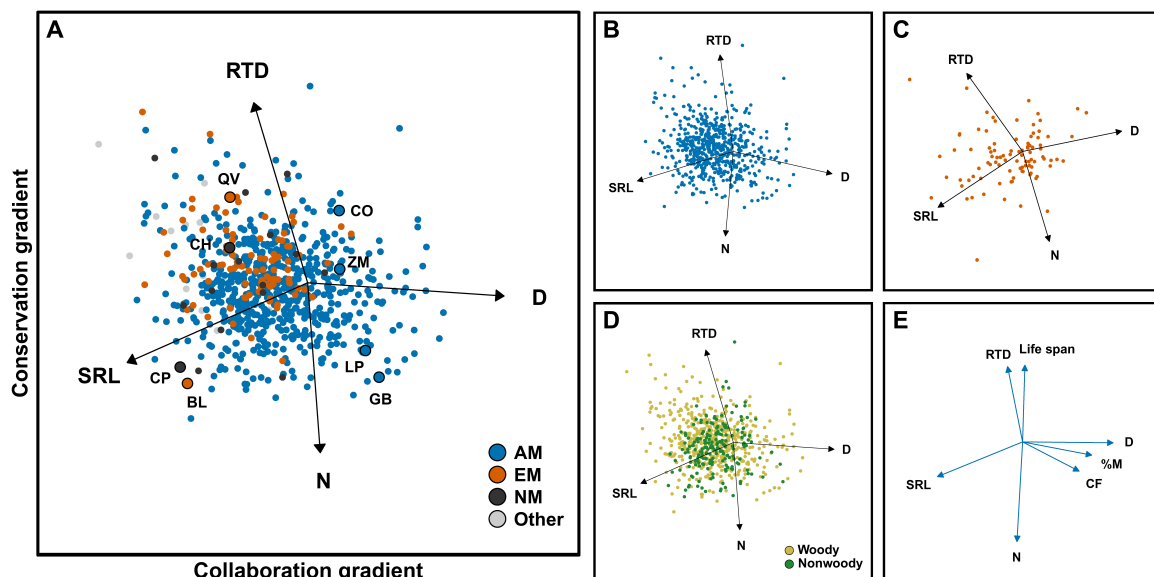 A
RTD
QV
CO
CH
ZM
D
SRL
CP
BL
LP
GB
N
AM
EM
NM
Other
Conservation gradient
Collaboration gradient
B
RTD
SRL
D
N
C
RTD
D
SRL
N
D
RTD
D
SRL
N
Woody
Nonwoody
E
RTD
Life span
D
%M
CF
SRL
N